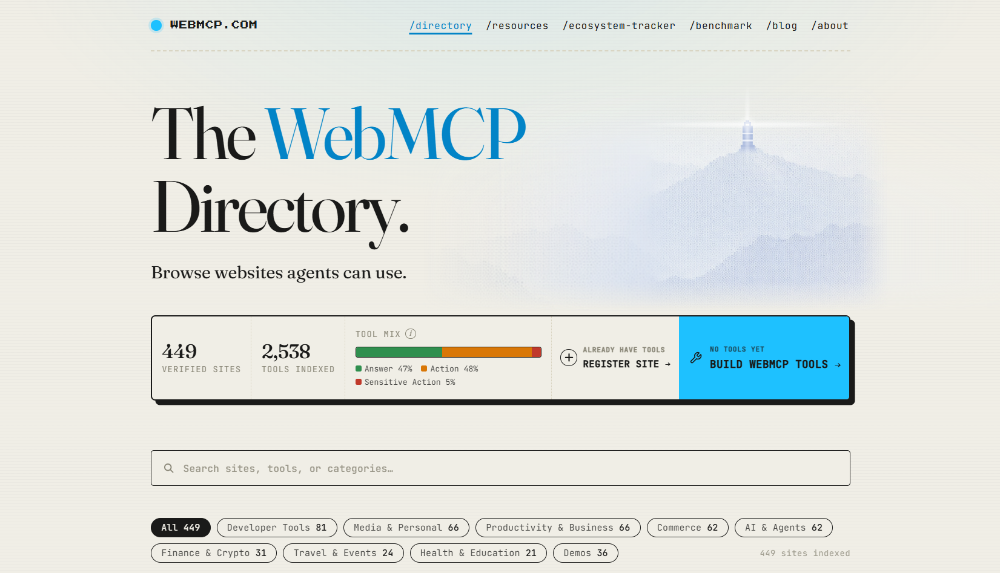 WEBMCP.COM
/directory /resources /ecosystem-tracker /benchmark /blog /about
The WebMCP
Directory.
Browse websites agents can use.
449
VERIFIED SITES
2,538
TOOLS INDEXED
TOOL MIX i
Answer 47% Action 48%
Sensitive Action 5%
ALREADY HAVE TOOLS
REGISTER SITE →
NO TOOLS YET
BUILD WEBMCP TOOLS →
Search sites, tools, or categories…
All 449 Developer Tools 81 Media & Personal 66 Productivity & Business 66 Commerce 62 AI & Agents 62
Finance & Crypto 31 Travel & Events 24 Health & Education 21 Demos 36 449 sites indexed